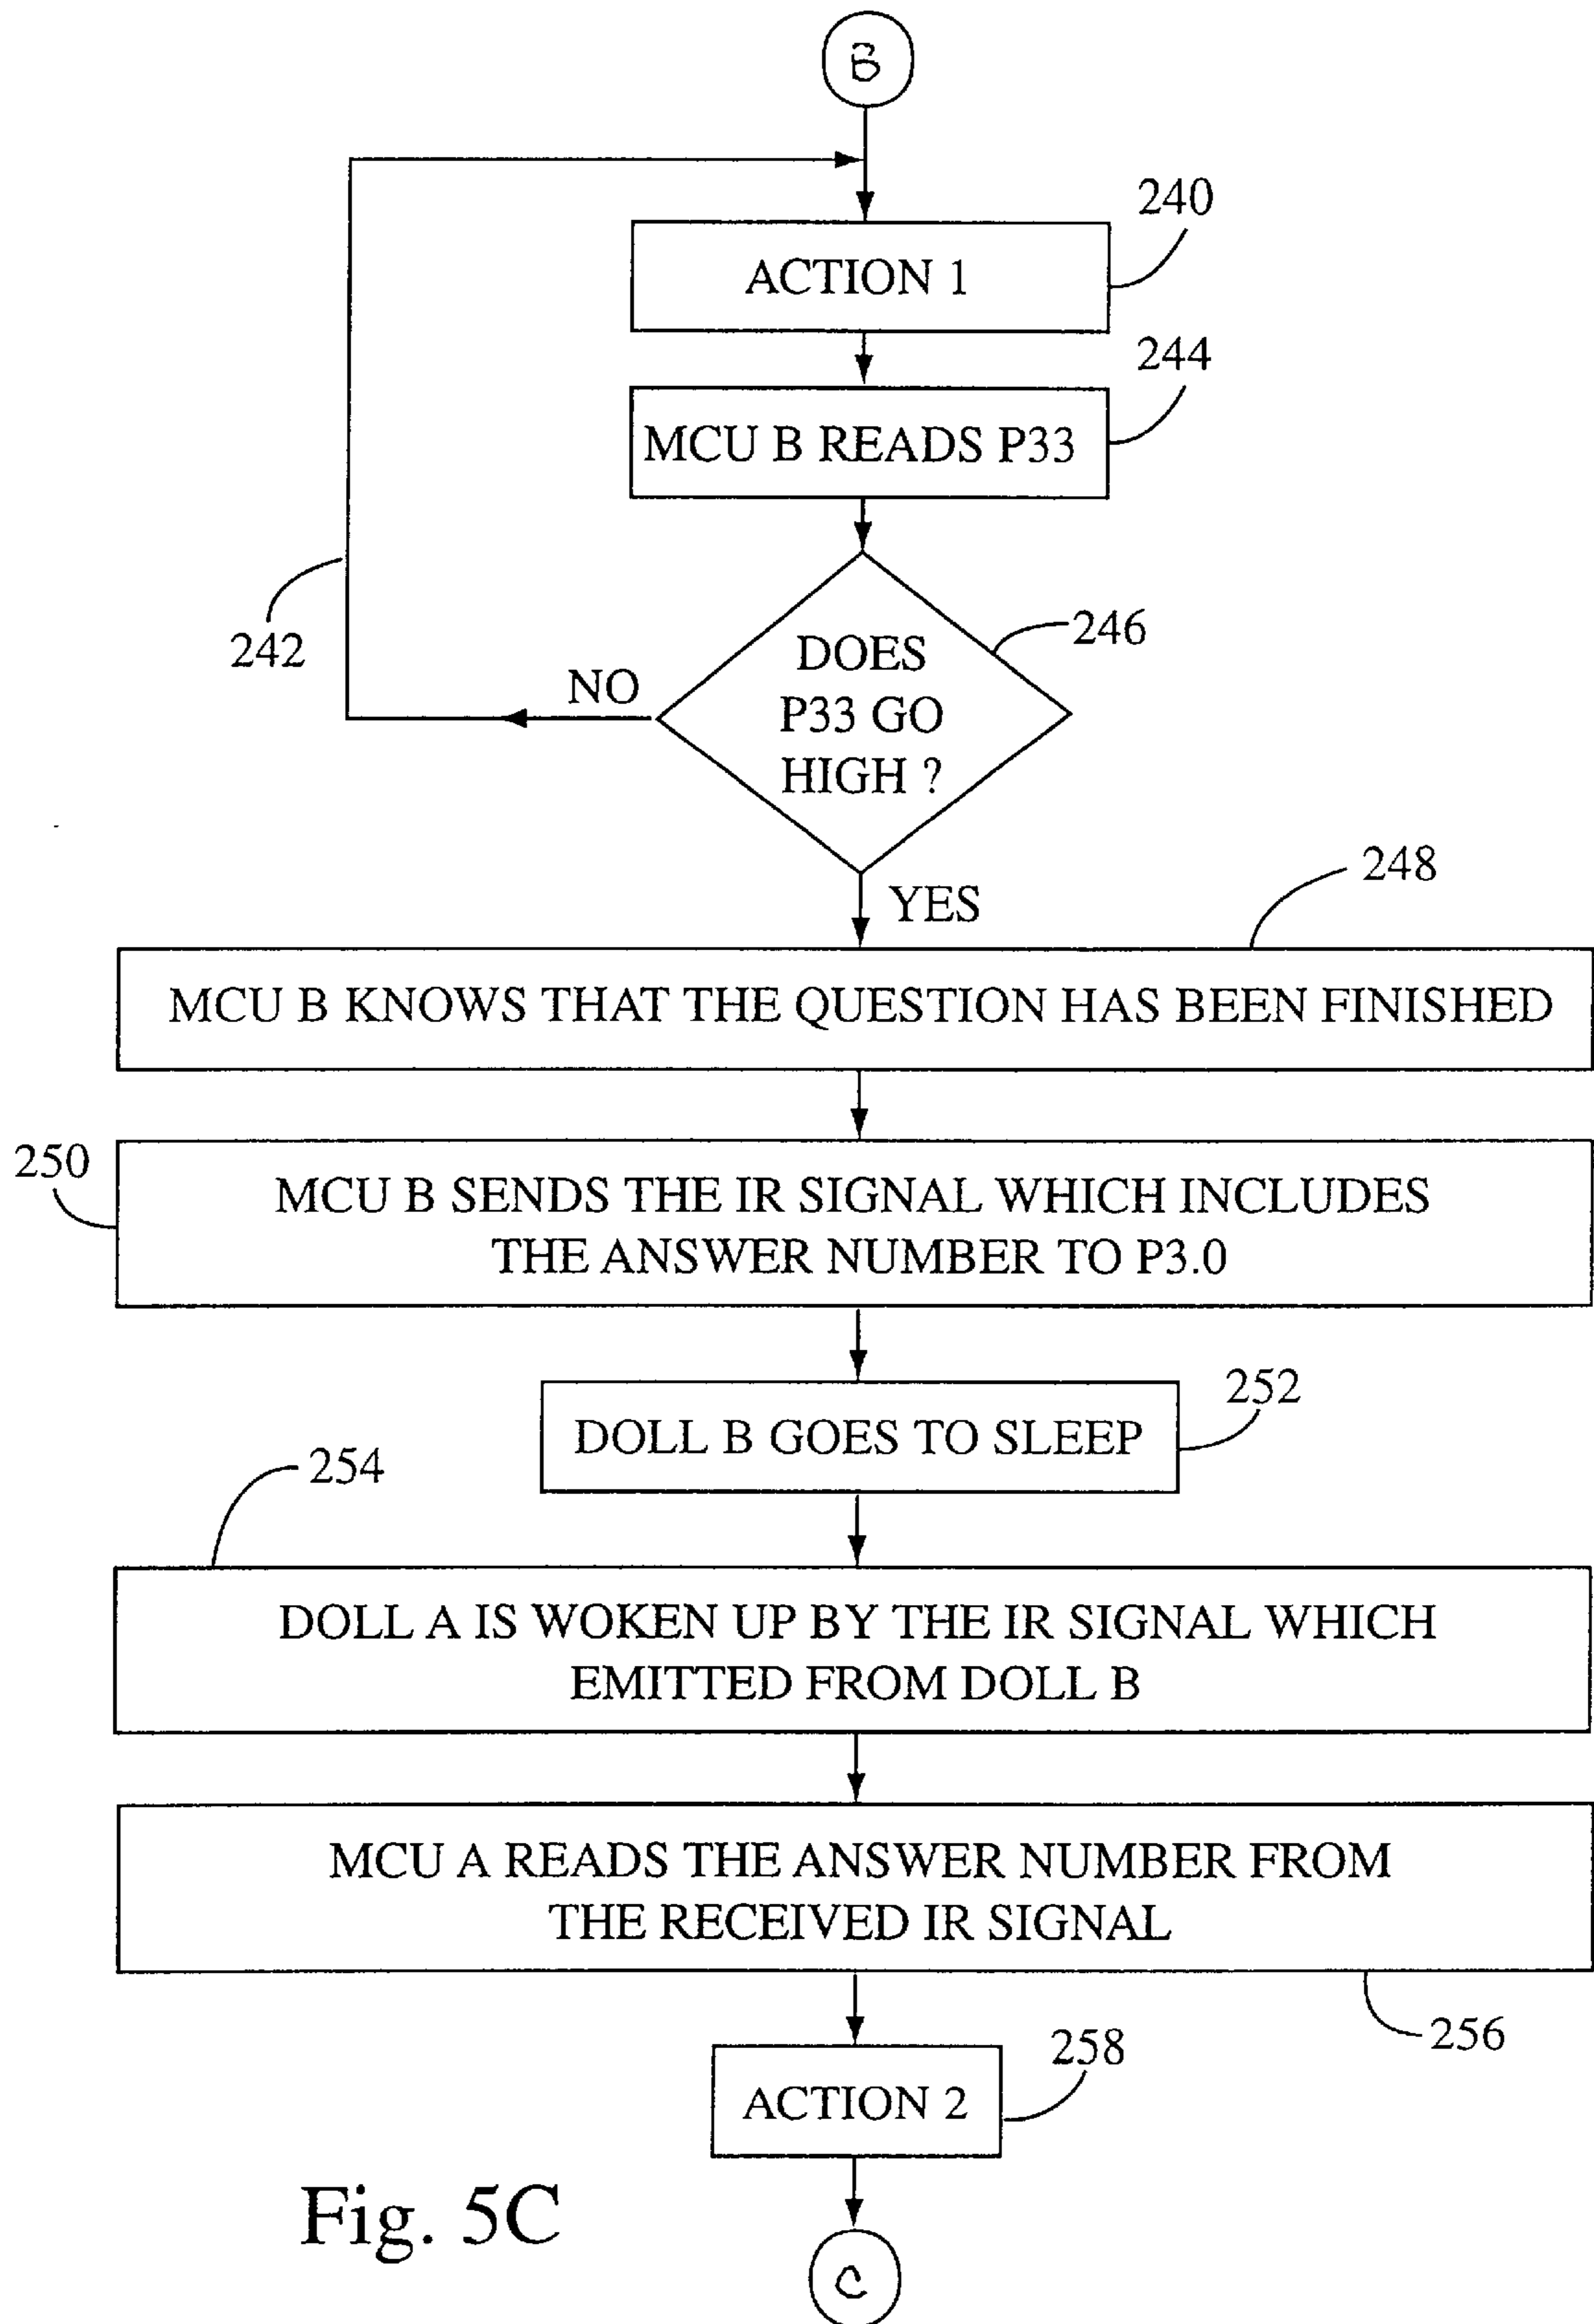 B
240
ACTION 1
244
MCU B READS P33
246
DOES
P33 GO
HIGH ?
NO
242
YES
248
MCU B KNOWS THAT THE QUESTION HAS BEEN FINISHED
250
MCU B SENDS THE IR SIGNAL WHICH INCLUDES
THE ANSWER NUMBER TO P3.0
252
DOLL B GOES TO SLEEP
254
DOLL A IS WOKEN UP BY THE IR SIGNAL WHICH
EMITTED FROM DOLL B
MCU A READS THE ANSWER NUMBER FROM
THE RECEIVED IR SIGNAL
256
258
ACTION 2
Fig. 5C
C